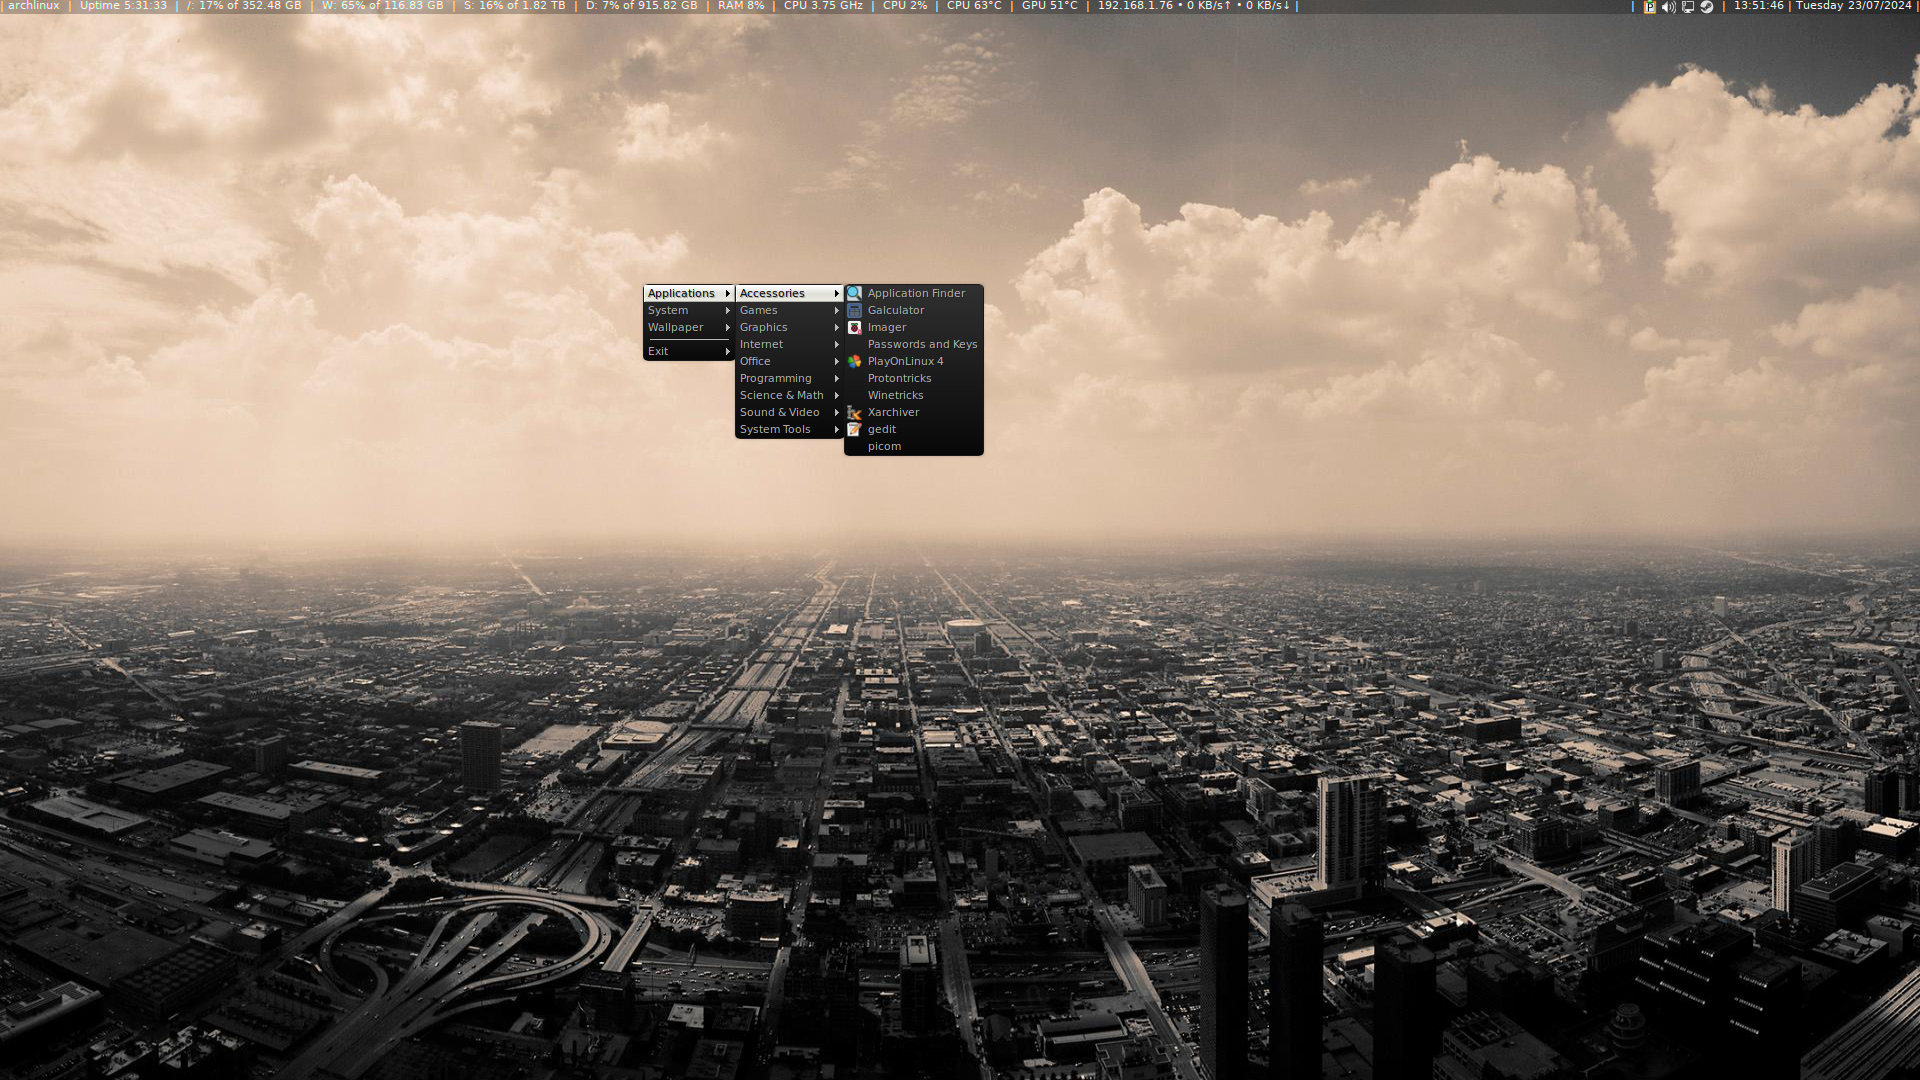 | archlinux | Uptime 5:31:33 | /: 17% of 352.48 GB | W: 65% of 116.83 GB | S: 16% of 1.82 TB | D: 7% of 915.82 GB | RAM 8% | CPU 3.75 GHz | CPU 2% | CPU 63°C | GPU 51°C | 192.168.1.76 • 0 KB/s↑ • 0 KB/s↓ | | P | 13:51:46 | Tuesday 23/07/2024 |
Applications
System
Wallpaper
Exit
Accessories
Games
Graphics
Internet
Office
Programming
Science & Math
Sound & Video
System Tools
Application Finder
Galculator
Imager
Passwords and Keys
PlayOnLinux 4
Protontricks
Winetricks
Xarchiver
gedit
picom